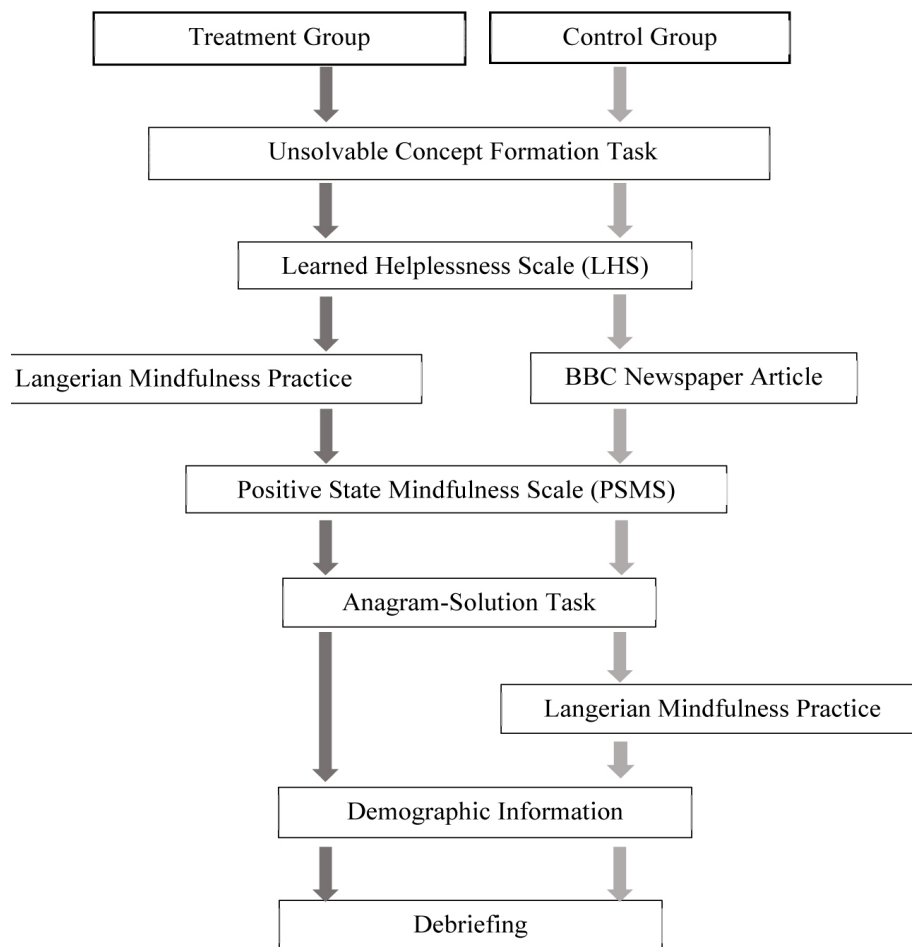 Treatment Group
Control Group
Unsolvable Concept Formation Task
Learned Helplessness Scale (LHS)
Langerian Mindfulness Practice
BBC Newspaper Article
Positive State Mindfulness Scale (PSMS)
Anagram-Solution Task
Langerian Mindfulness Practice
Demographic Information
Debriefing